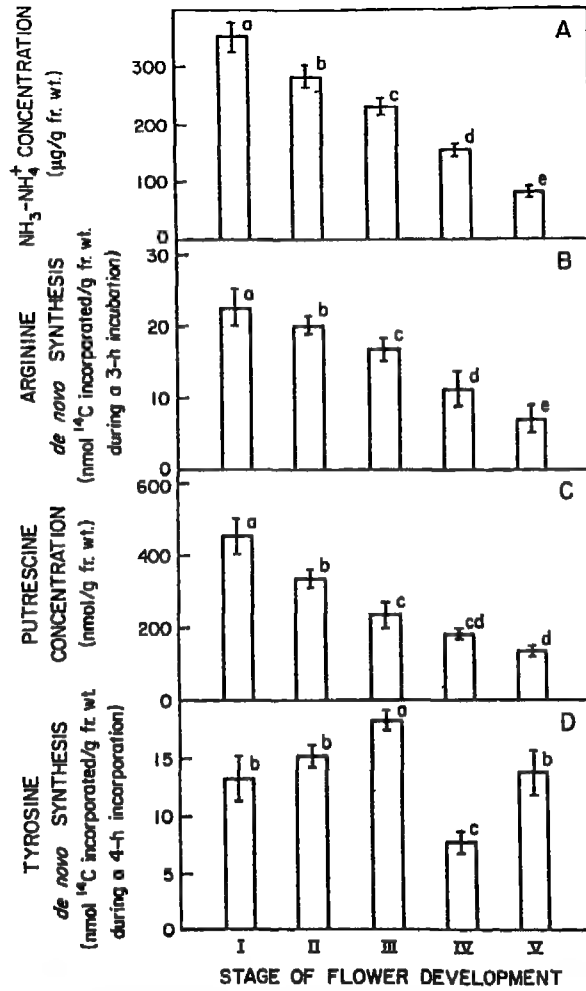 A
NH₃-NH₄⁺ CONCENTRATION
(µg/g fr. wt.)
300
200
100
0
a
b
c
d
e
B
ARGININE
de novo SYNTHESIS
(nmol ¹⁴C incorporated/g fr. wt.
during a 3-h incubation)
30
20
10
0
a
b
c
d
e
C
PUTRESCINE
CONCENTRATION
(nmol/g fr. wt.)
600
400
200
0
a
b
c
cd
d
D
TYROSINE
de novo SYNTHESIS
(nmol ¹⁴C incorporated/g fr. wt.
during a 4-h incorporation)
15
10
5
0
b
b
a
c
b
I II III IV V
STAGE OF FLOWER DEVELOPMENT